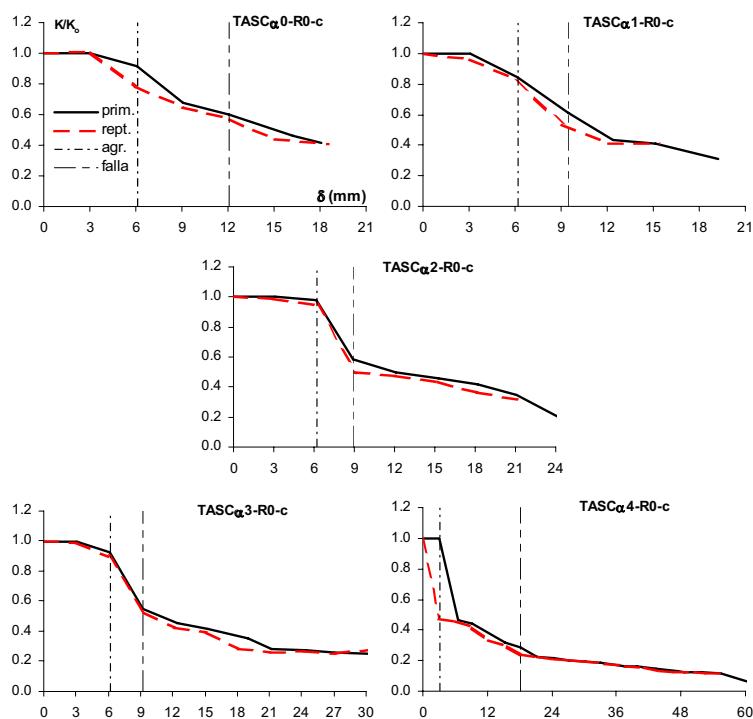 K/Ko TASCα0-R0-c
1.2
1.0
0.8
0.6
0.4
0.2
0.0
prim.
rept.
agr.
falla
δ (mm)
0 3 6 9 12 15 18 21
TASCα1-R0-c
1.2
1.0
0.8
0.6
0.4
0.2
0.0
0 3 6 9 12 15 18 21
TASCα2-R0-c
1.2
1.0
0.8
0.6
0.4
0.2
0.0
0 3 6 9 12 15 18 21 24
TASCα3-R0-c
1.2
1.0
0.8
0.6
0.4
0.2
0.0
0 3 6 9 12 15 18 21 24 27 30
TASCα4-R0-c
1.2
1.0
0.8
0.6
0.4
0.2
0.0
0 12 24 36 48 60